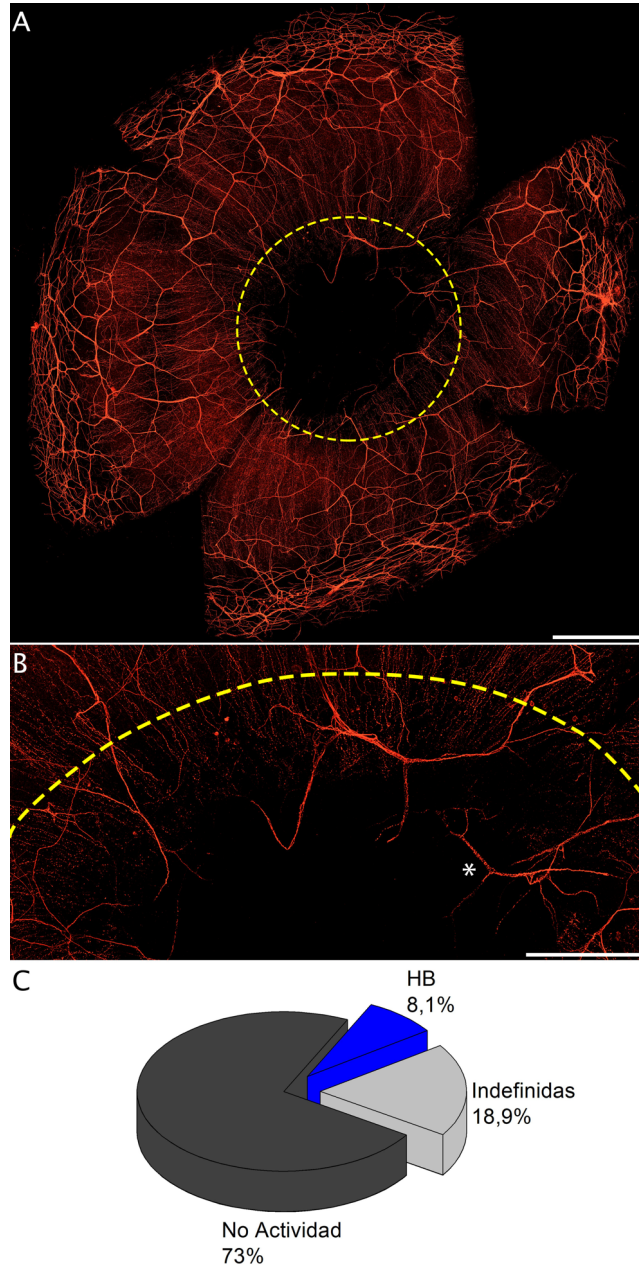 A
B
*
C
HB
8,1%
Indefinidas
18,9%
No Actividad
73%